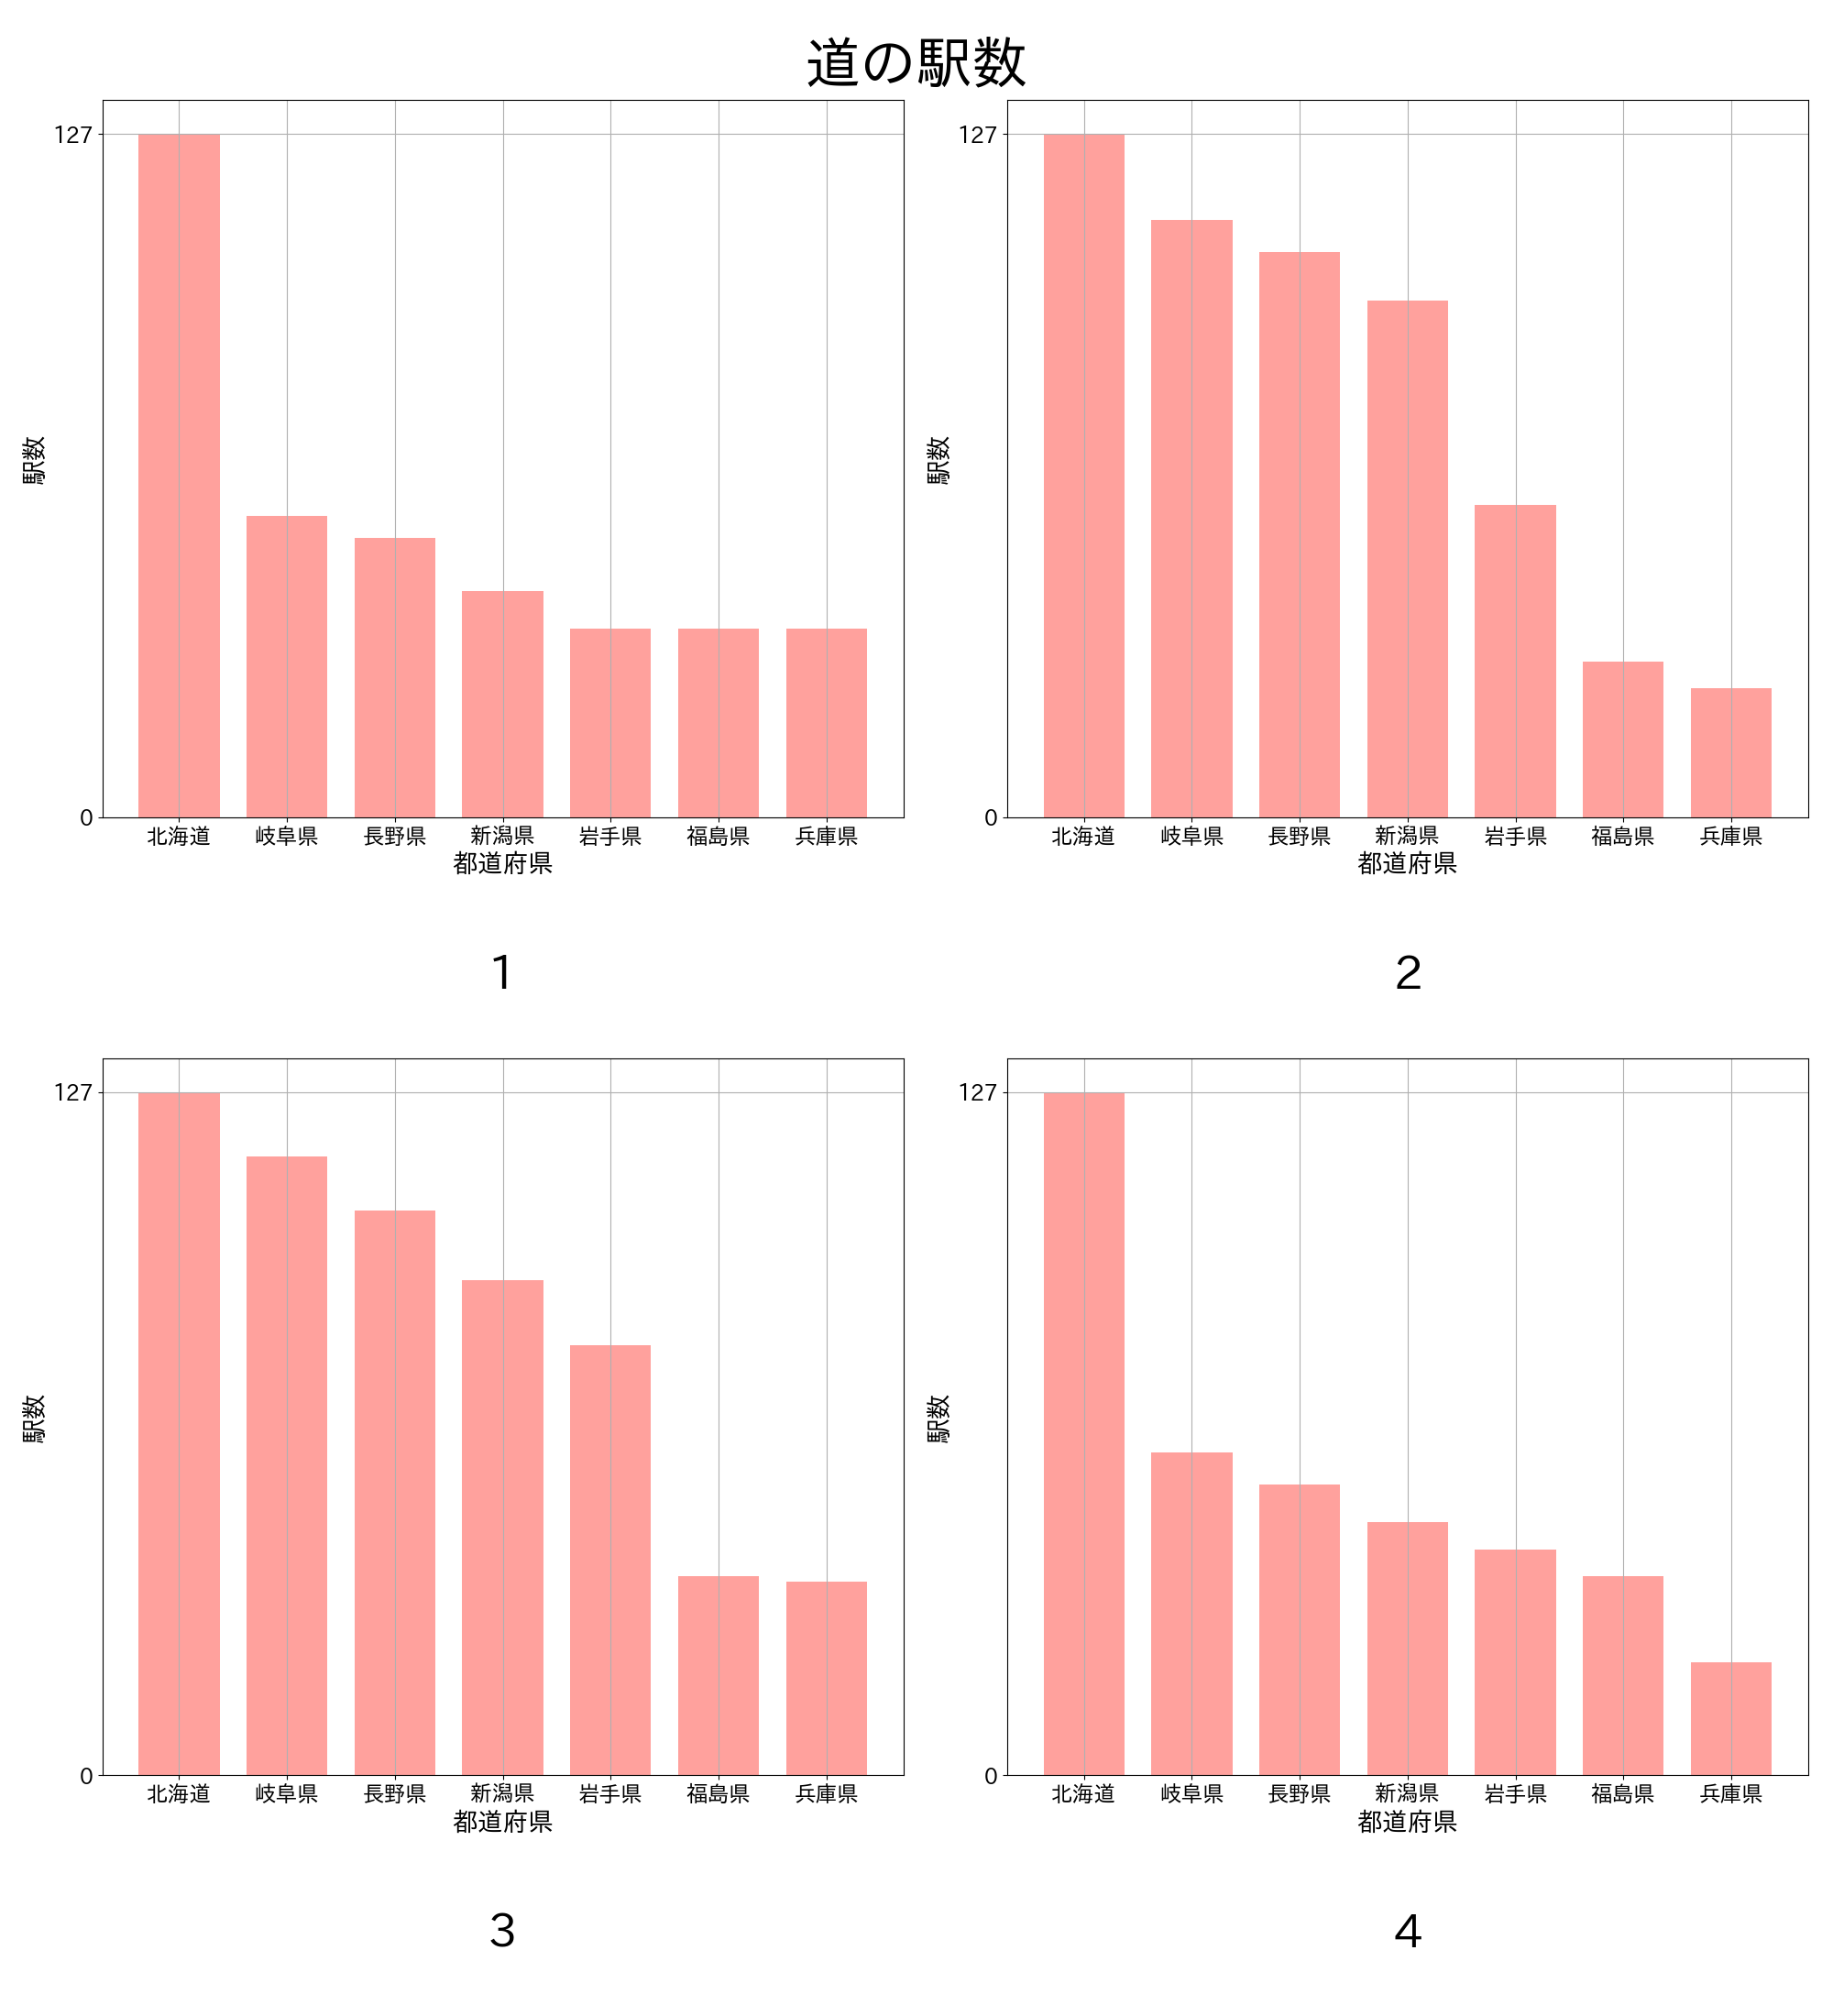 道の駅数
127
0
駅数
北海道 岐阜県 長野県 新潟県 岩手県 福島県 兵庫県
都道府県
1
127
0
駅数
北海道 岐阜県 長野県 新潟県 岩手県 福島県 兵庫県
都道府県
2
127
0
駅数
北海道 岐阜県 長野県 新潟県 岩手県 福島県 兵庫県
都道府県
3
127
0
駅数
北海道 岐阜県 長野県 新潟県 岩手県 福島県 兵庫県
都道府県
4